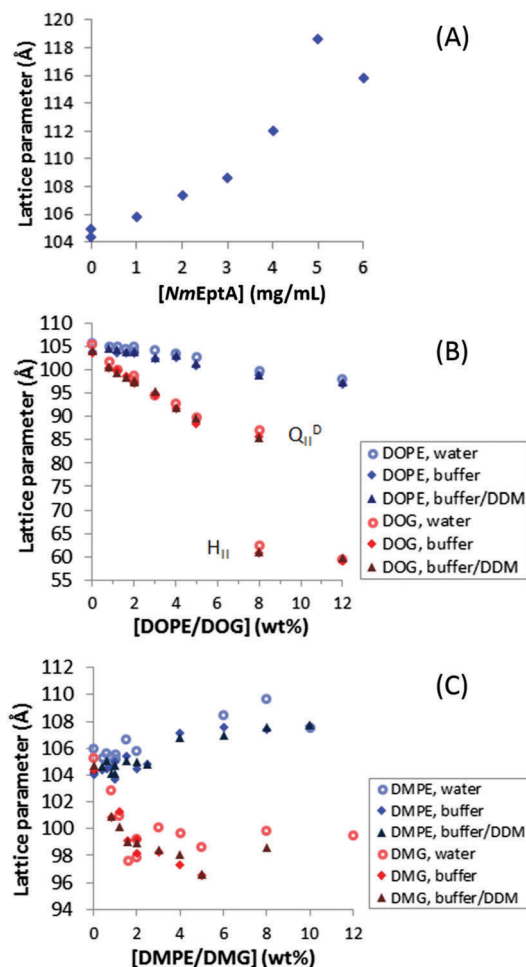 (A)
Lattice parameter (Å)
120
118
116
114
112
110
108
106
104
0 1 2 3 4 5 6
[NmEptA] (mg/mL)
(B)
Lattice parameter (Å)
105
100
95
90
85
80
75
70
65
60
55
Q_II^D
H_II
0 2 4 6 8 10 12
[DOPE/DOG] (wt%)
DOPE, water
DOPE, buffer
DOPE, buffer/DDM
DOG, water
DOG, buffer
DOG, buffer/DDM
(C)
Lattice parameter (Å)
112
110
108
106
104
102
100
98
96
94
0 2 4 6 8 10 12
[DMPE/DMG] (wt%)
DMPE, water
DMPE, buffer
DMPE, buffer/DDM
DMG, water
DMG, buffer
DMG, buffer/DDM